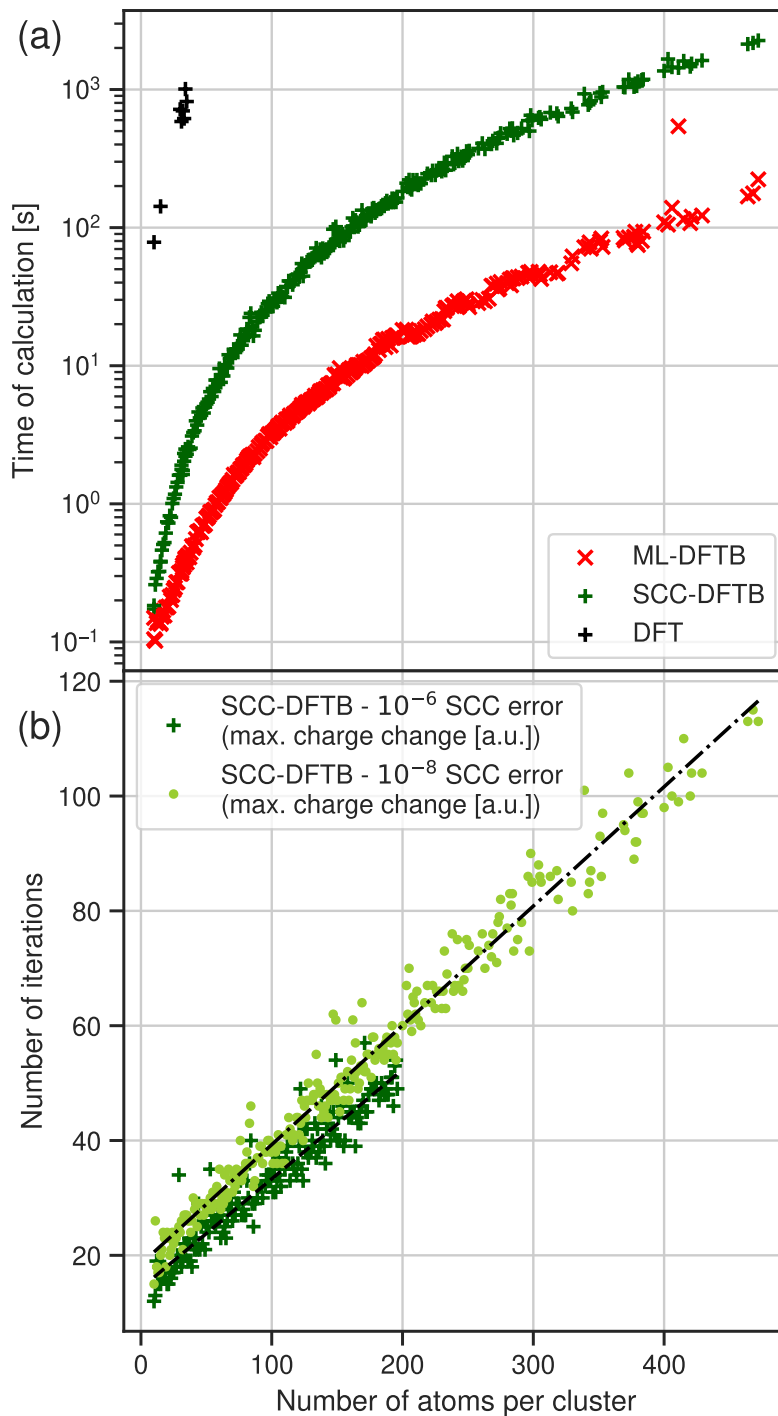 (a)
10³
10²
10¹
10⁰
10⁻¹
Time of calculation [s]
ML-DFTB
SCC-DFTB
DFT
(b)
120
100
80
60
40
20
Number of iterations
SCC-DFTB - 10⁻⁶ SCC error
(max. charge change [a.u.])
SCC-DFTB - 10⁻⁸ SCC error
(max. charge change [a.u.])
0 100 200 300 400
Number of atoms per cluster